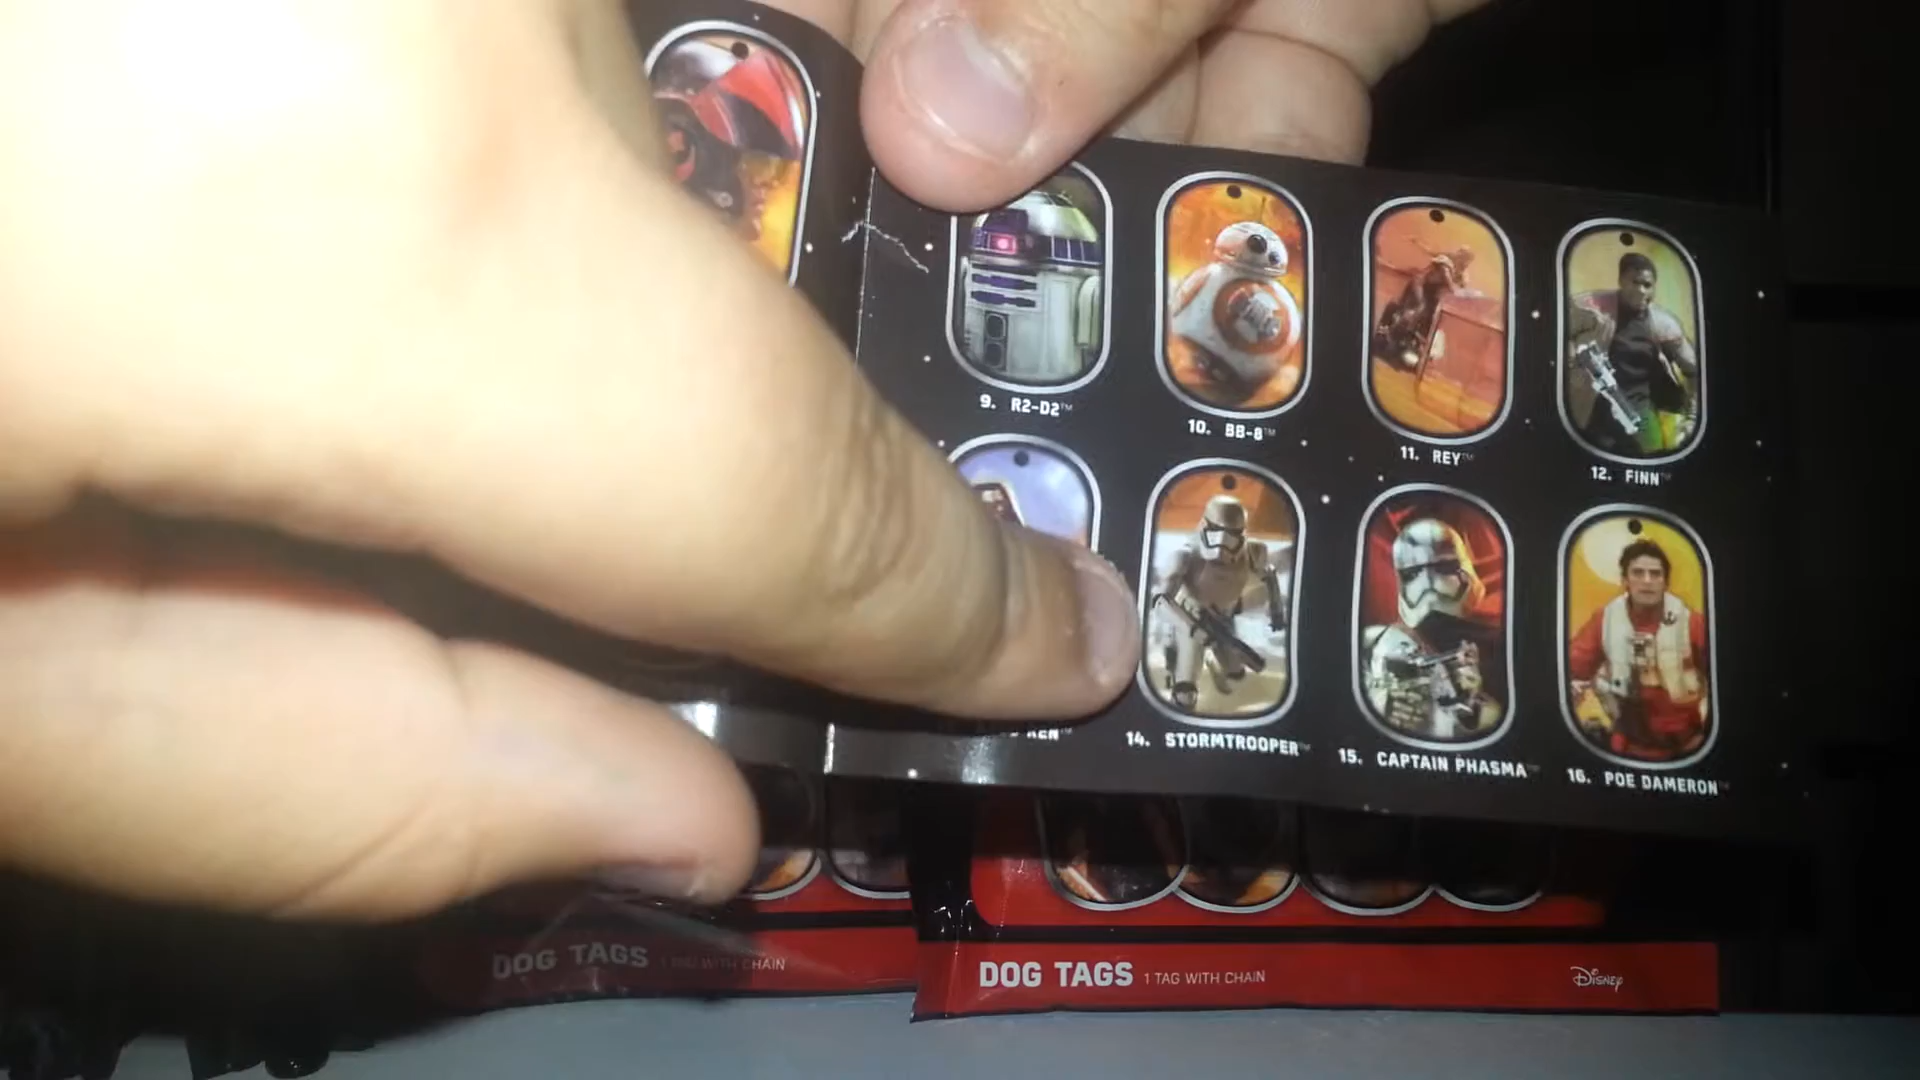 9. R2-D2™
10. BB-8™
11. REY™
12. FINN™
REN™
14. STORMTROOPER™
15. CAPTAIN PHASMA™
16. POE DAMERON™
DOG TAGS 1 TAG WITH CHAIN
DOG TAGS 1 TAG WITH CHAIN
Disney